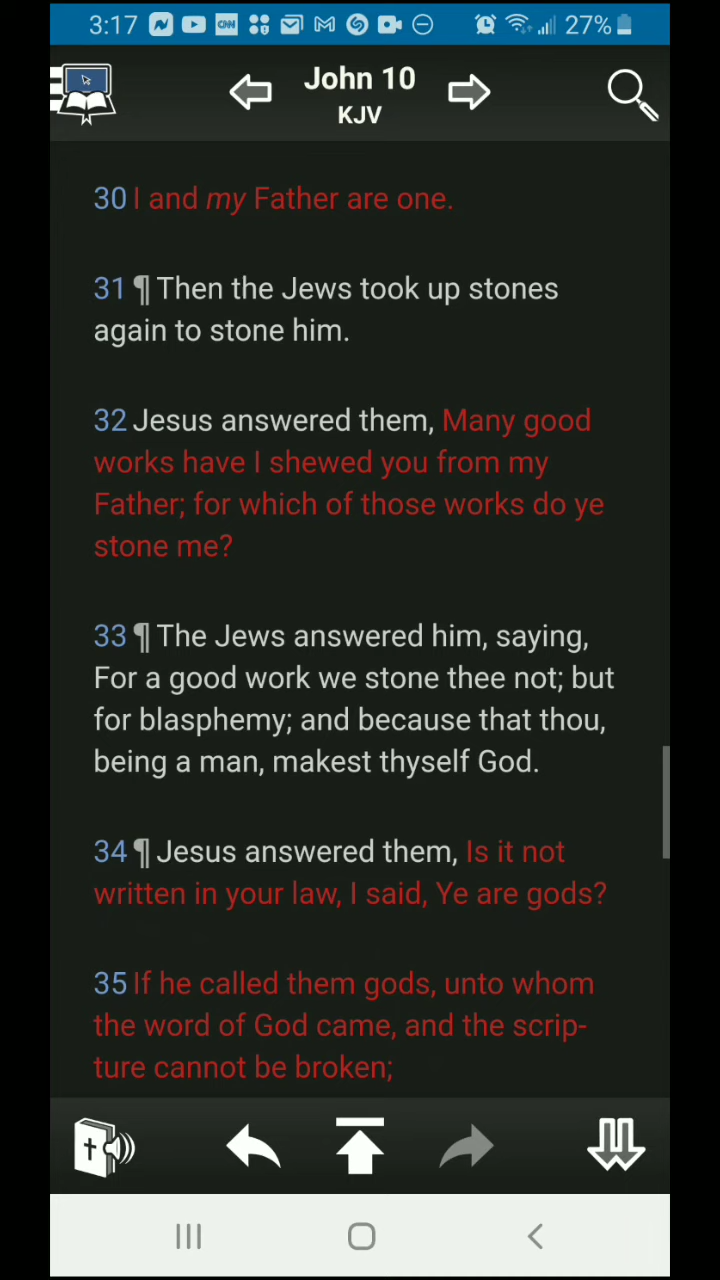 3:17
CNN
27%
John 10
KJV
30 I and my Father are one.
31 ¶ Then the Jews took up stones
again to stone him.
32 Jesus answered them, Many good
works have I shewed you from my
Father; for which of those works do ye
stone me?
33 ¶ The Jews answered him, saying,
For a good work we stone thee not; but
for blasphemy; and because that thou,
being a man, makest thyself God.
34 ¶ Jesus answered them, Is it not
written in your law, I said, Ye are gods?
35 If he called them gods, unto whom
the word of God came, and the scrip-
ture cannot be broken;